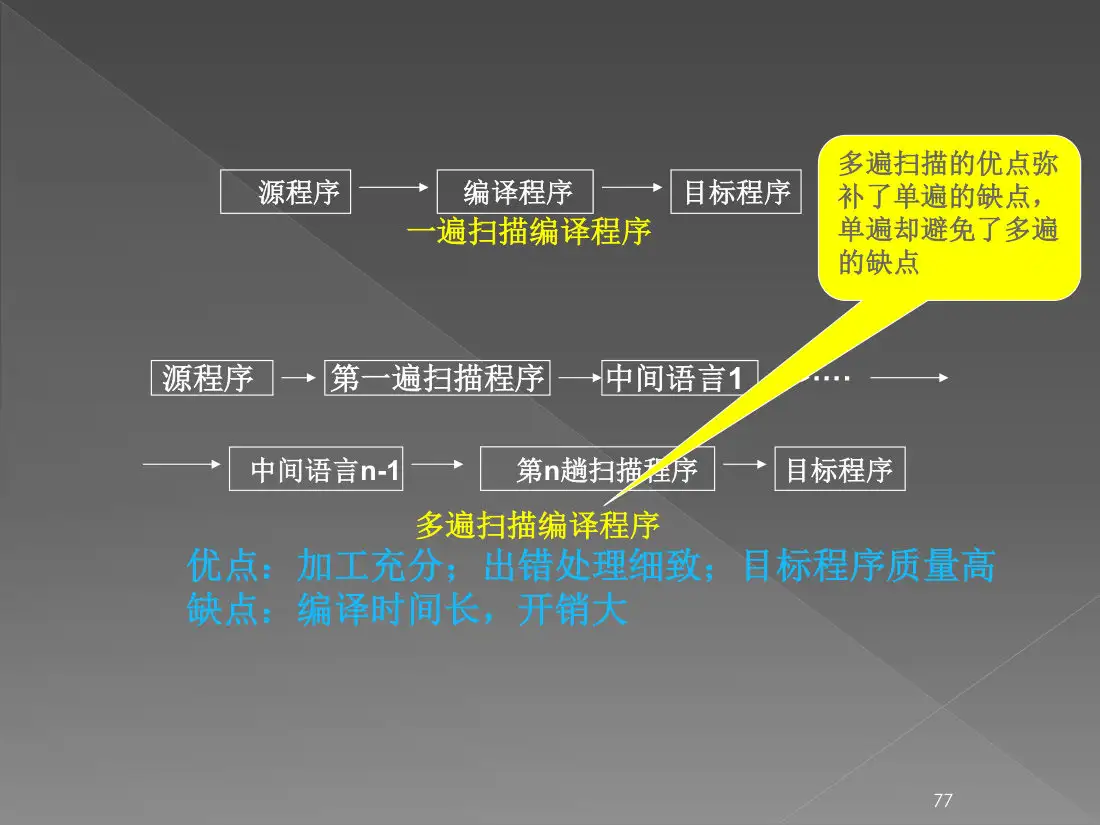 源程序
编译程序
目标程序
一遍扫描编译程序
多遍扫描的优点弥
补了单遍的缺点，
单遍却避免了多遍
的缺点
源程序
第一遍扫描程序
中间语言1
……
中间语言n-1
第n趟扫描程序
目标程序
多遍扫描编译程序
优点：加工充分；出错处理细致；目标程序质量高
缺点：编译时间长，开销大
77